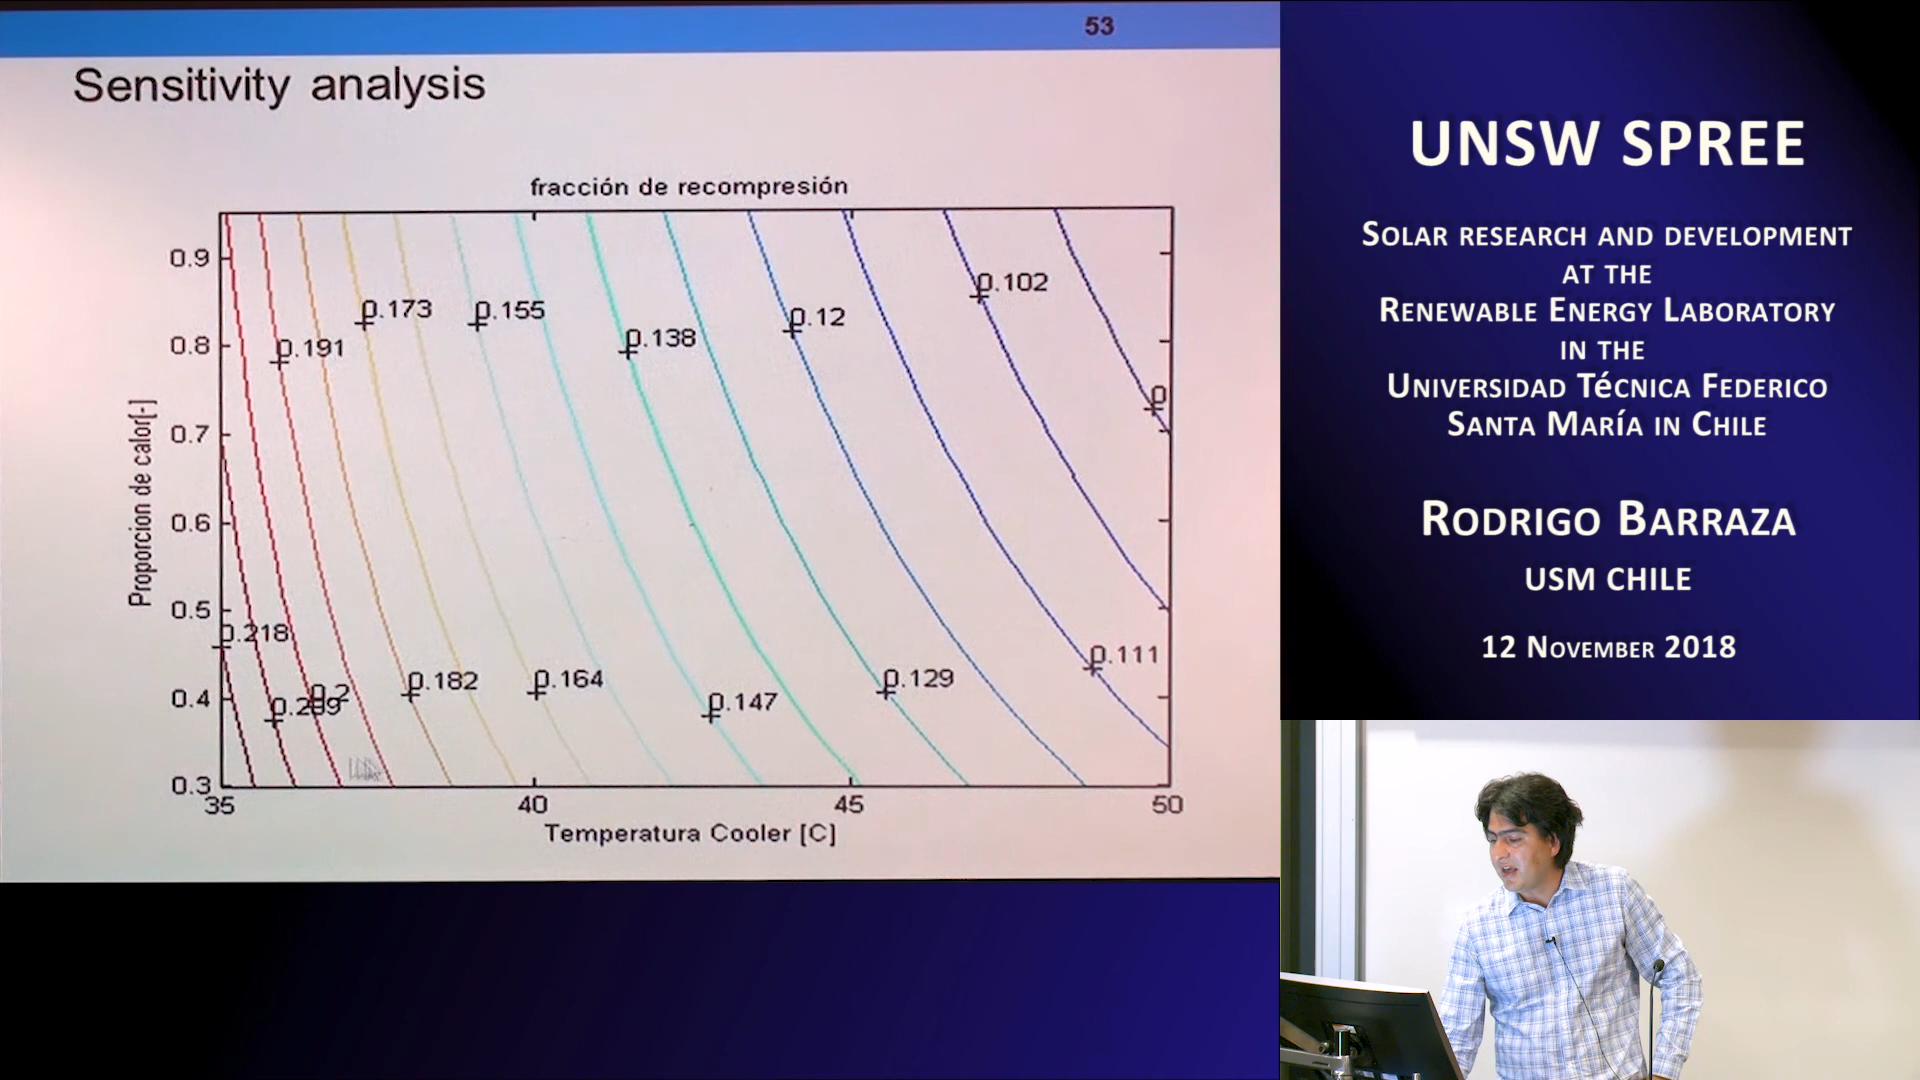 53
Sensitivity analysis
fracción de recompresión
0.9
0.8
0.7
0.6
0.5
0.4
0.3
Proporcion de calor[-]
0.102
0.173
0.155
0.12
0.138
0.191
0
0.218
0.111
0.182
0.164
0.129
0.2
0.147
35
40
45
50
Temperatura Cooler [C]
UNSW SPREE
SOLAR RESEARCH AND DEVELOPMENT
AT THE
RENEWABLE ENERGY LABORATORY
IN THE
UNIVERSIDAD TÉCNICA FEDERICO
SANTA MARÍA IN CHILE
RODRIGO BARRAZA
USM CHILE
12 NOVEMBER 2018